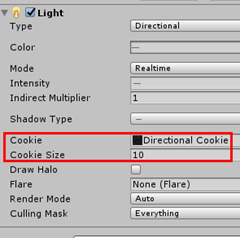 Light
Type Directional
Color —
Mode Realtime
Intensity —
Indirect Multiplier 1
Shadow Type —
Cookie Directional Cookie
Cookie Size 10
Draw Halo
Flare None (Flare)
Render Mode Auto
Culling Mask Everything